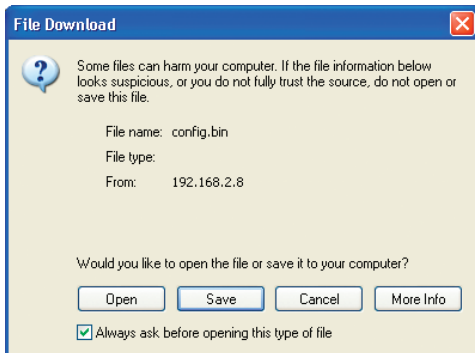 File Download
Some files can harm your computer. If the file information below
looks suspicious, or you do not fully trust the source, do not open or
save this file.
File name: config.bin
File type:
From: 192.168.2.8
Would you like to open the file or save it to your computer?
Open Save Cancel More Info
Always ask before opening this type of file